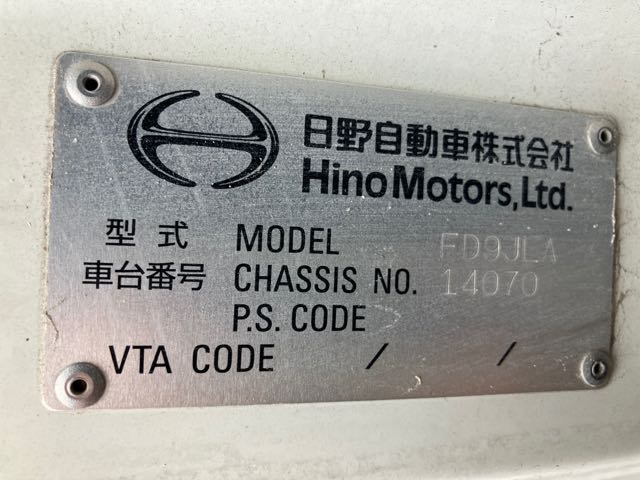 日野自動車株式会社
Hino Motors, Ltd.
型式 MODEL FD9JLA
車台番号 CHASSIS NO. 14070
P.S. CODE
VTA CODE / /